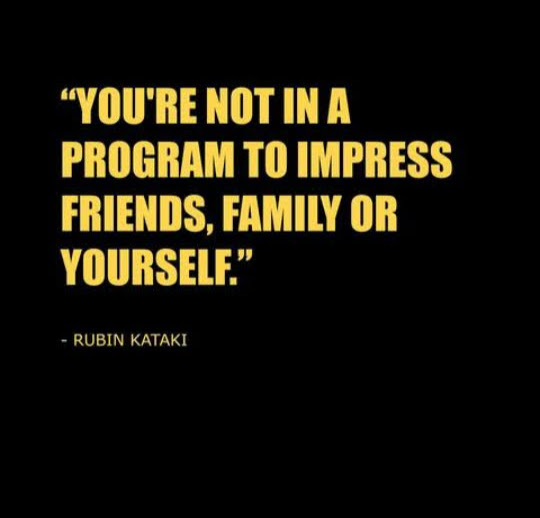 “YOU'RE NOT IN A
PROGRAM TO IMPRESS
FRIENDS, FAMILY OR
YOURSELF.”
- RUBIN KATAKI